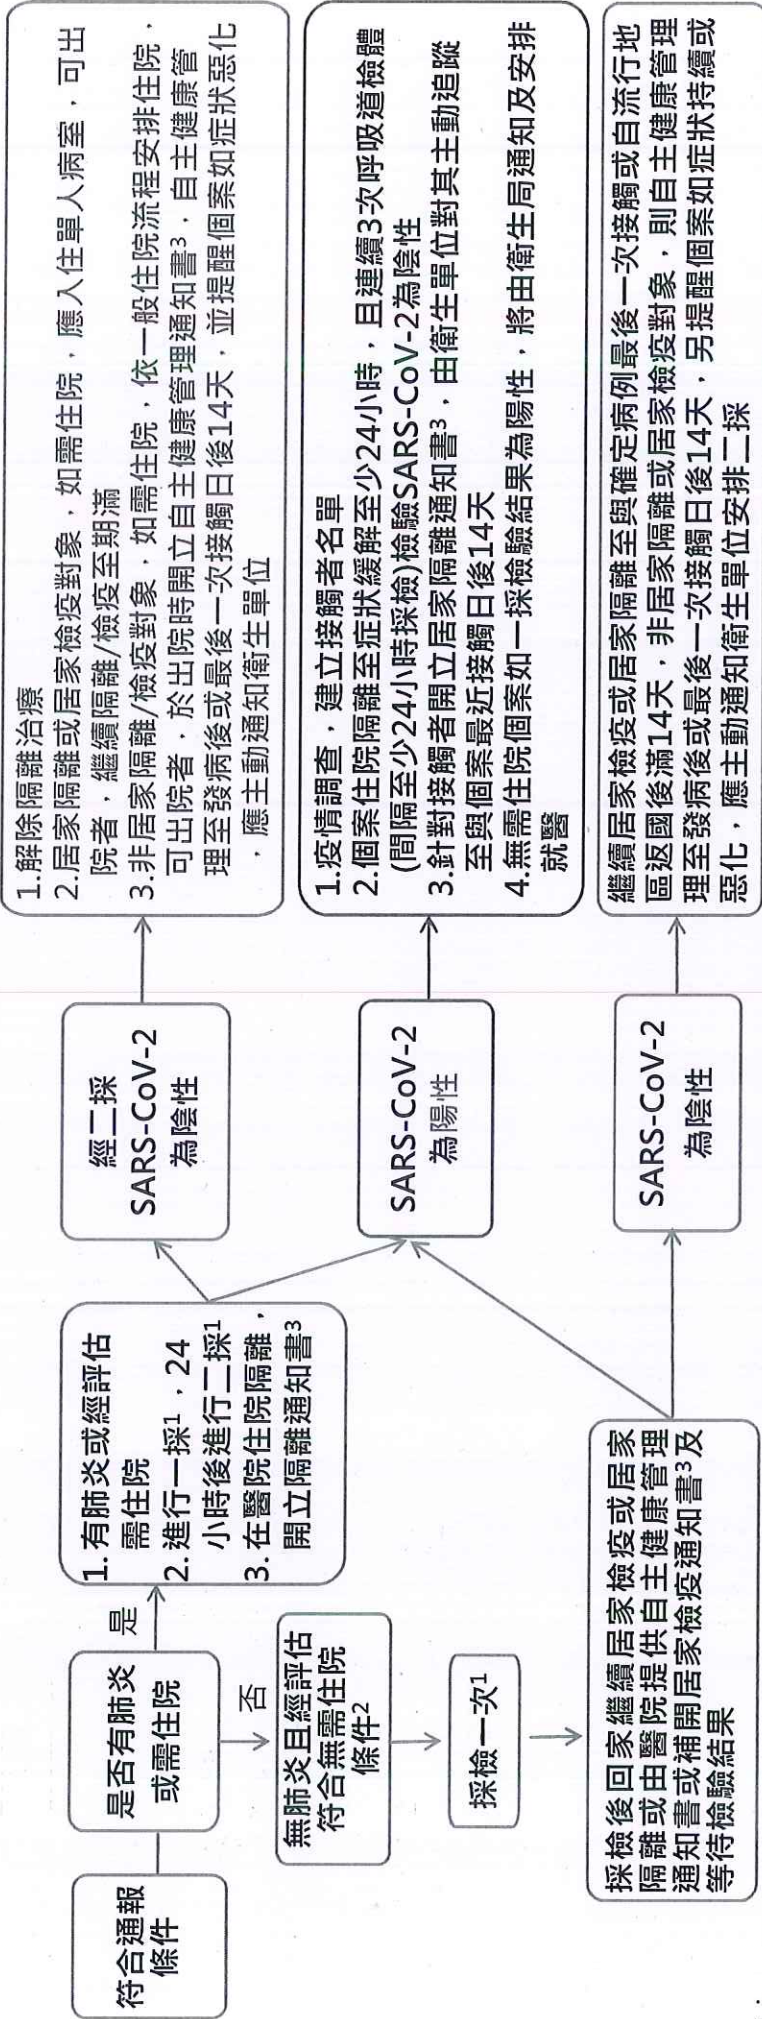 符合通報
條件
是否有肺炎
或需住院
是
否
1. 有肺炎或經評估
需住院
2. 進行一採1，24
小時後進行二採1
3. 在醫院住院隔離，
開立隔離通知書3
無肺炎且經評估
符合無需住院
條件2
採檢一次1
採檢後回家繼續居家檢疫或居家
隔離或由醫院提供自主健康管理
通知書或補開居家檢疫通知書3及
等待檢驗結果
經二採
SARS-CoV-2
為陰性
SARS-CoV-2
為陽性
SARS-CoV-2
為陰性
1.解除隔離治療
2.居家隔離或居家檢疫對象，如需住院，應入住單人病室，可出
院者，繼續隔離/檢疫至期滿
3.非居家隔離/檢疫對象，如需住院，依一般住院流程安排住院，
可出院者，於出院時開立自主健康管理通知書3，自主健康管
理至發病後或最後一次接觸日後14天，並提醒個案如症狀惡化
，應主動通知衛生單位
1.疫情調查，建立接觸者名單
2.個案住院隔離至症狀緩解至少24小時，且連續3次呼吸道檢體
(間隔至少24小時採檢)檢驗SARS-CoV-2為陰性
3.針對接觸者開立居家隔離通知書3，由衛生單位對其主動追蹤
至與個案最近接觸日後14天
4.無需住院個案如一採檢驗結果為陽性，將由衛生局通知及安排
就醫
繼續居家檢疫或居家隔離至與確定病例最後一次接觸或自流行地
區返國後滿14天，非居家隔離或居家檢疫對象，則自主健康管理
理至發病後或最後一次接觸日後14天，另提醒個案如症狀持續或
惡化，應主動通知衛生單位安排二採